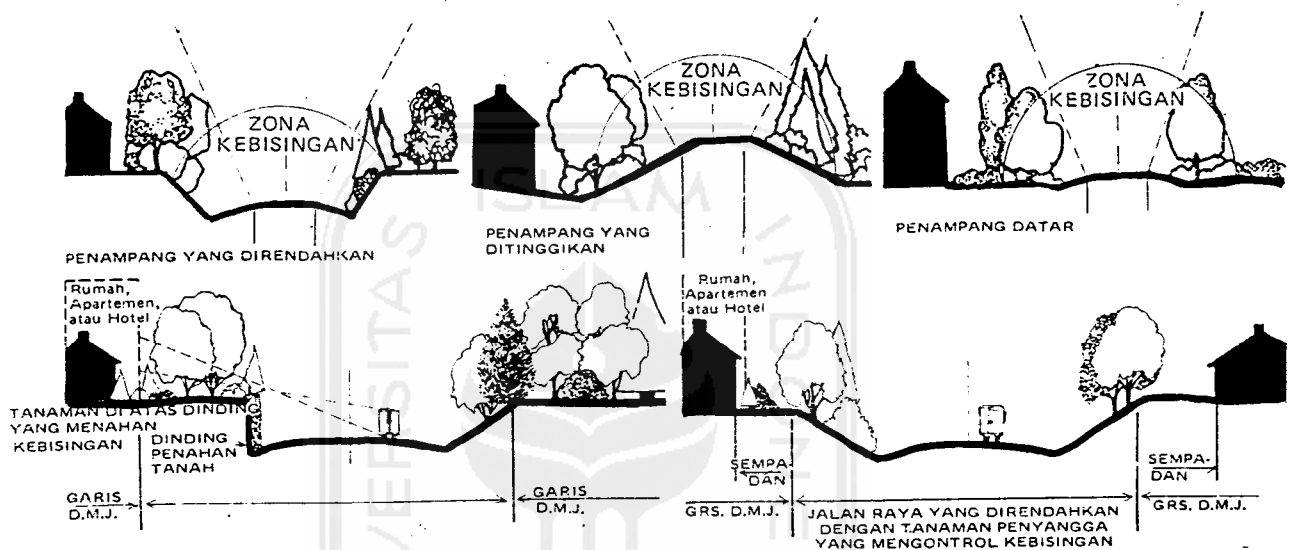 ZONA
KEBISINGAN
ZONA
KEBISINGAN
ZONA
KEBISINGAN
PENAMPANG YANG DIRENDAHKAN
PENAMPANG YANG
DITINGGIKAN
PENAMPANG DATAR
Rumah,
Apartemen,
atau Hotel
TANAMAN DI ATAS DINDING
YANG MENAHAN
KEBISINGAN
DINDING
PENAHAN
TANAH
GARIS
D.M.J.
GARIS
D.M.J.
Rumah,
Apartemen
atau Hotel
SEMPA-
DAN
SEMPA-
DAN
GRS. D.M.J.
JALAN RAYA YANG DIRENDAHKAN
DENGAN TANAMAN PENYANGGA
YANG MENGONTROL KEBISINGAN
GRS. D.M.J.
ISLAM